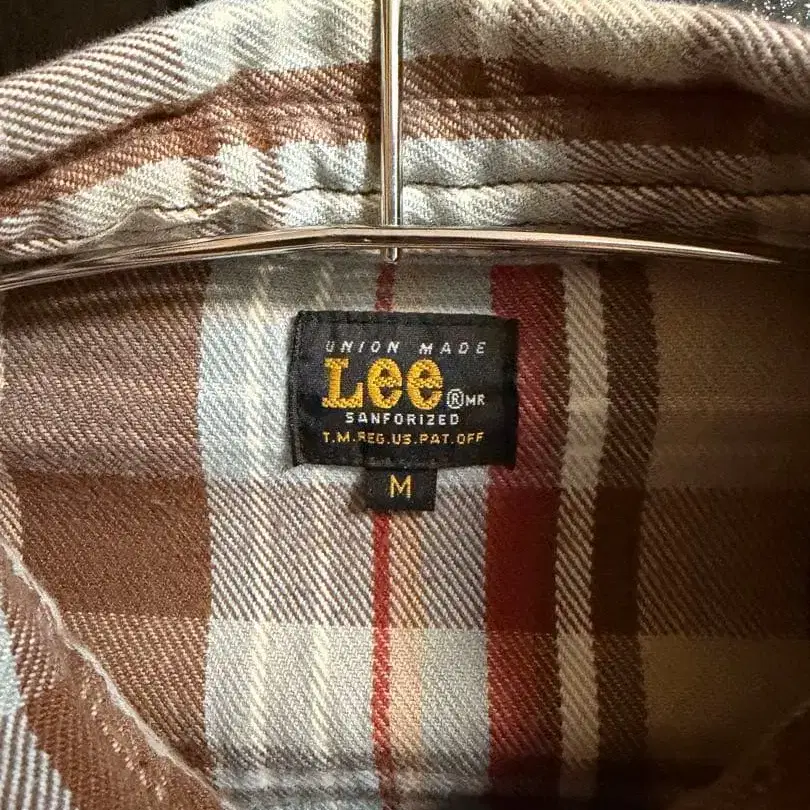 UNION MADE
Lee ® MR
SANFORIZED
T.M.REG.US.PAT.OFF
M